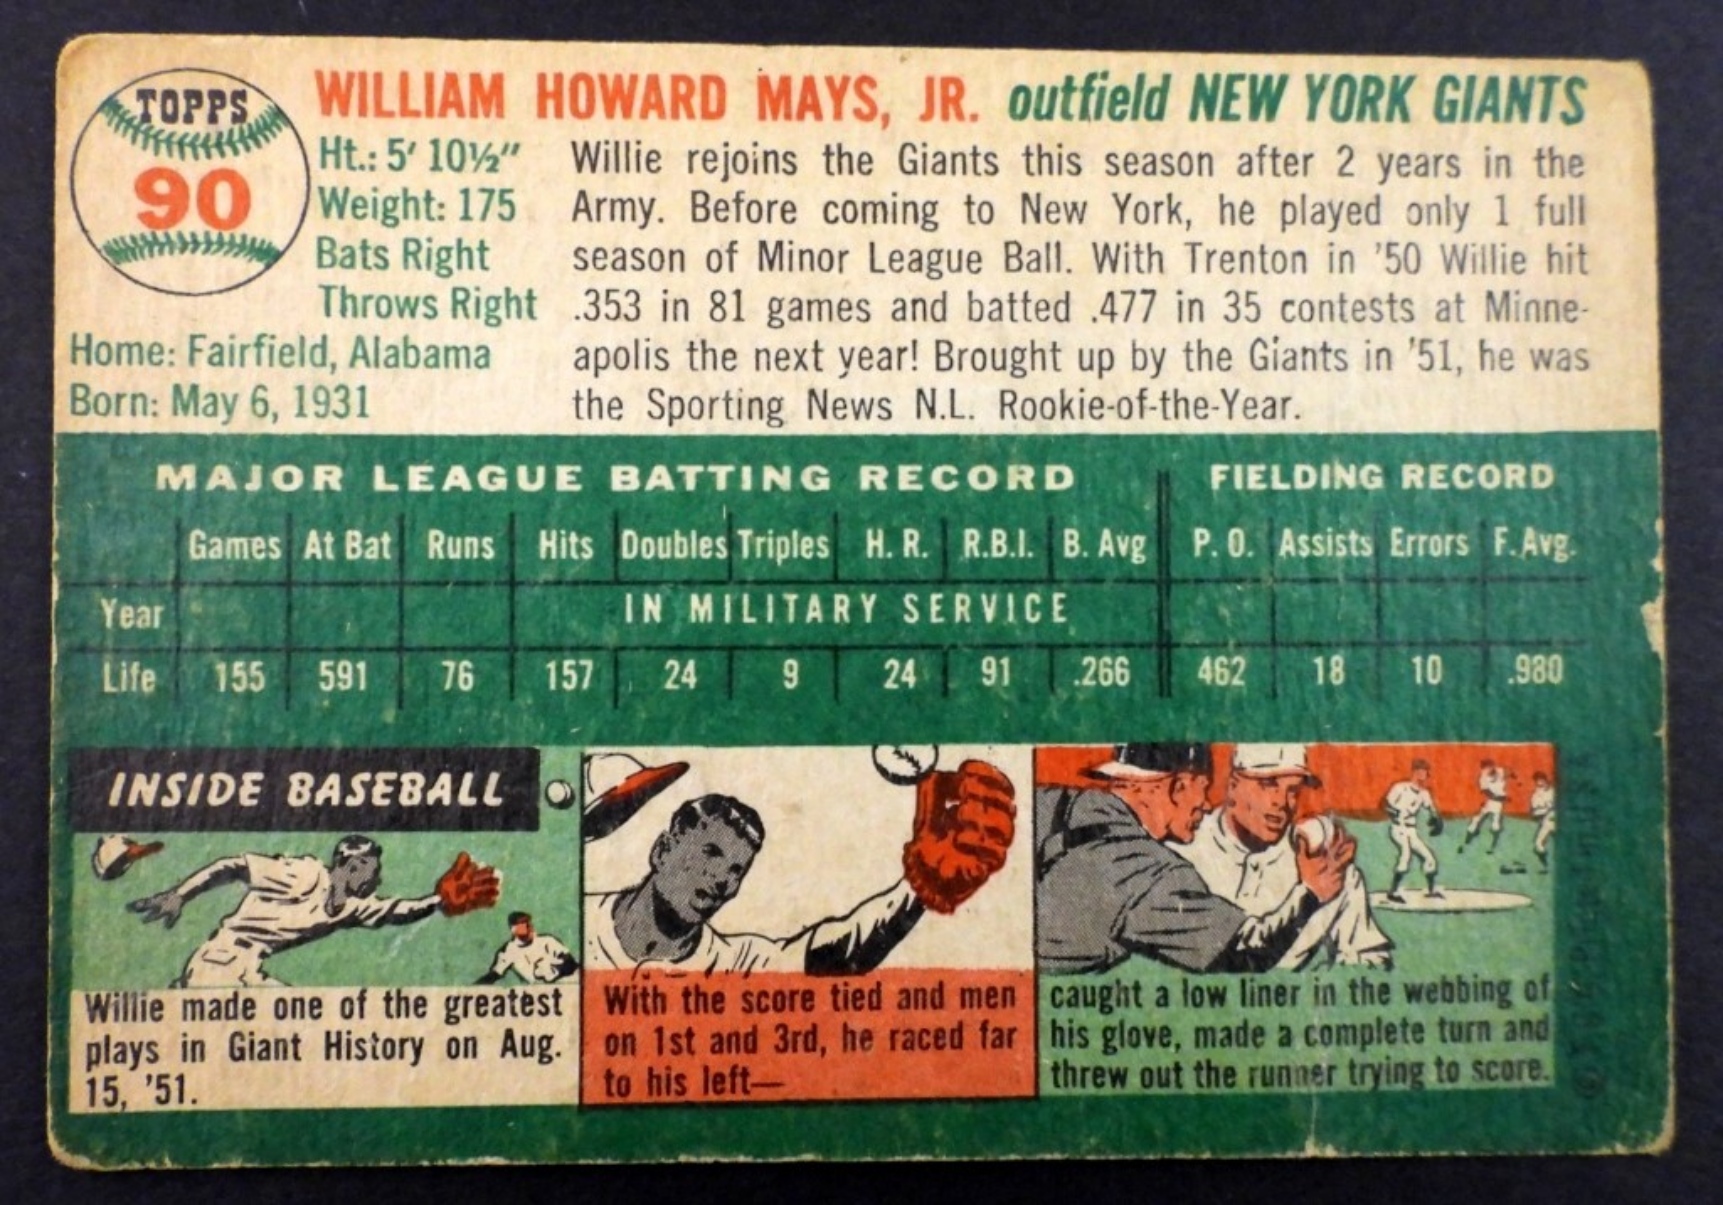 TOPPS
90
WILLIAM HOWARD MAYS, JR. outfield NEW YORK GIANTS
Ht.: 5' 10½"
Weight: 175
Bats Right
Throws Right
Home: Fairfield, Alabama
Born: May 6, 1931
Willie rejoins the Giants this season after 2 years in the
Army. Before coming to New York, he played only 1 full
season of Minor League Ball. With Trenton in '50 Willie hit
.353 in 81 games and batted .477 in 35 contests at Minne-
apolis the next year! Brought up by the Giants in '51, he was
the Sporting News N.L. Rookie-of-the-Year.
MAJOR LEAGUE BATTING RECORD FIELDING RECORD
Games At Bat Runs Hits Doubles Triples H. R. R.B.I. B. Avg P. O. Assists Errors F. Avg.
Year IN MILITARY SERVICE
Life 155 591 76 157 24 9 24 91 .266 462 18 10 .980
INSIDE BASEBALL
Willie made one of the greatest
plays in Giant History on Aug.
15, '51.
With the score tied and men
on 1st and 3rd, he raced far
to his left—
caught a low liner in the webbing of
his glove, made a complete turn and
threw out the runner trying to score.